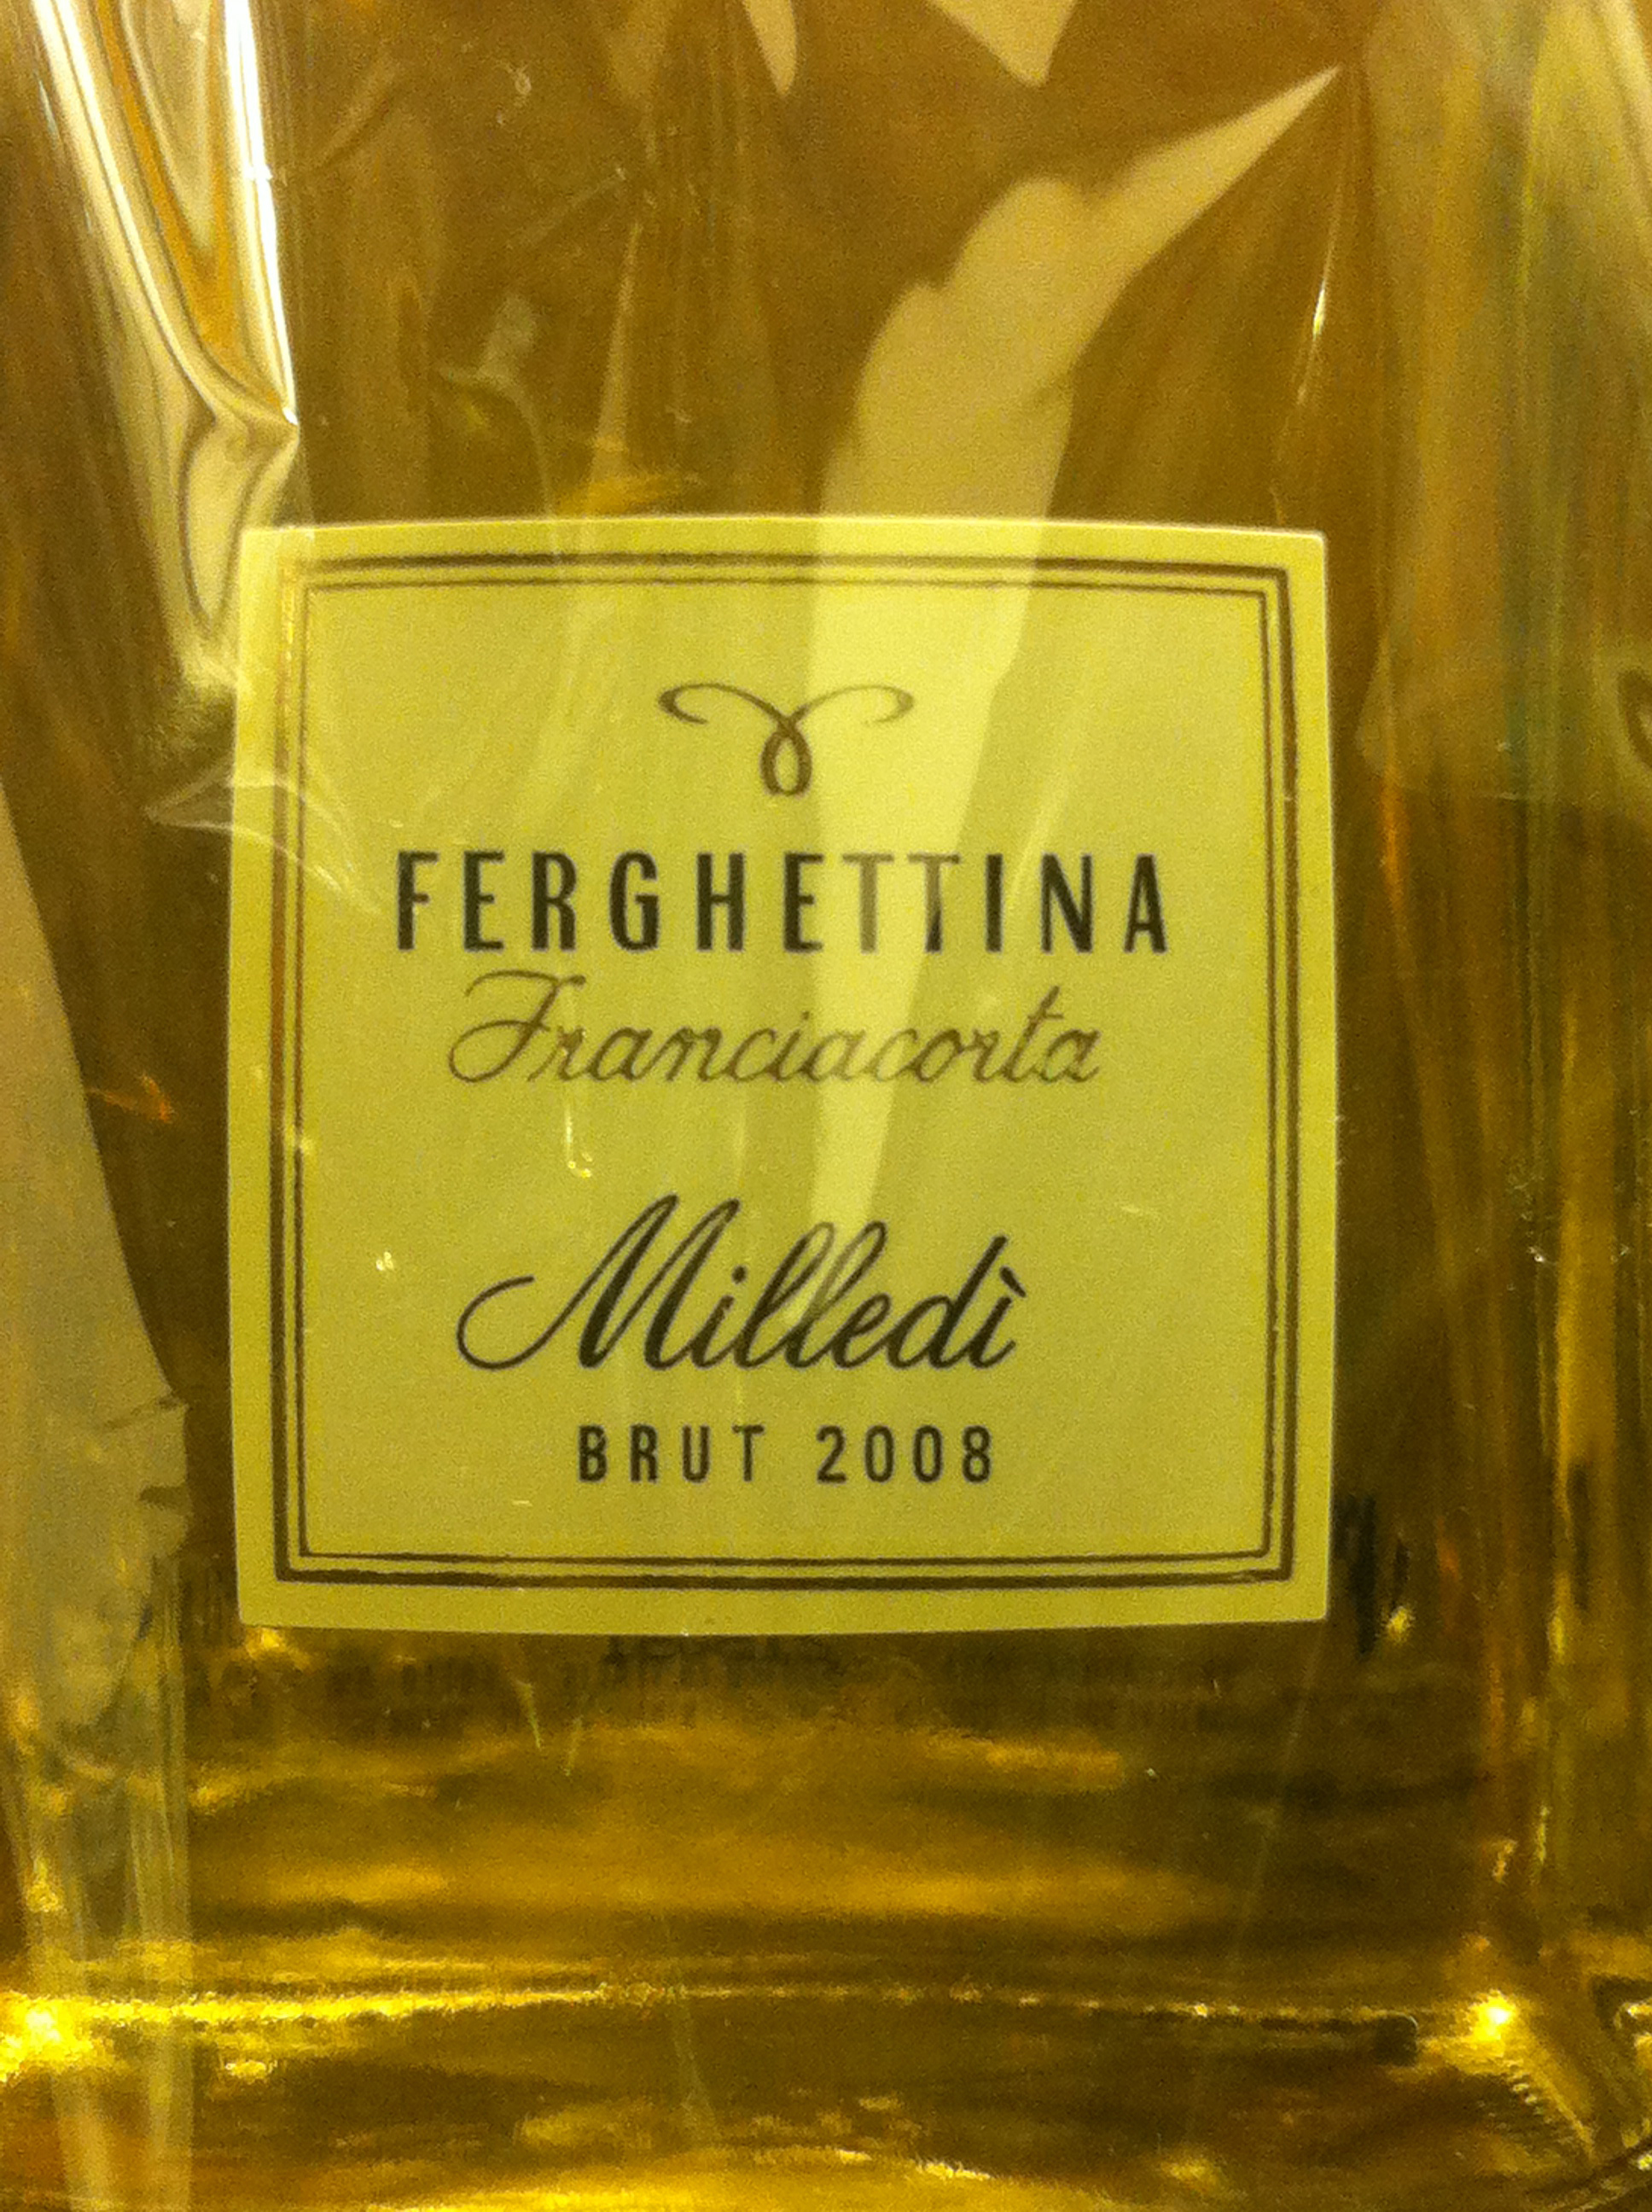 FERGHETTINA
Franciacorta
Milledì
BRUT 2008